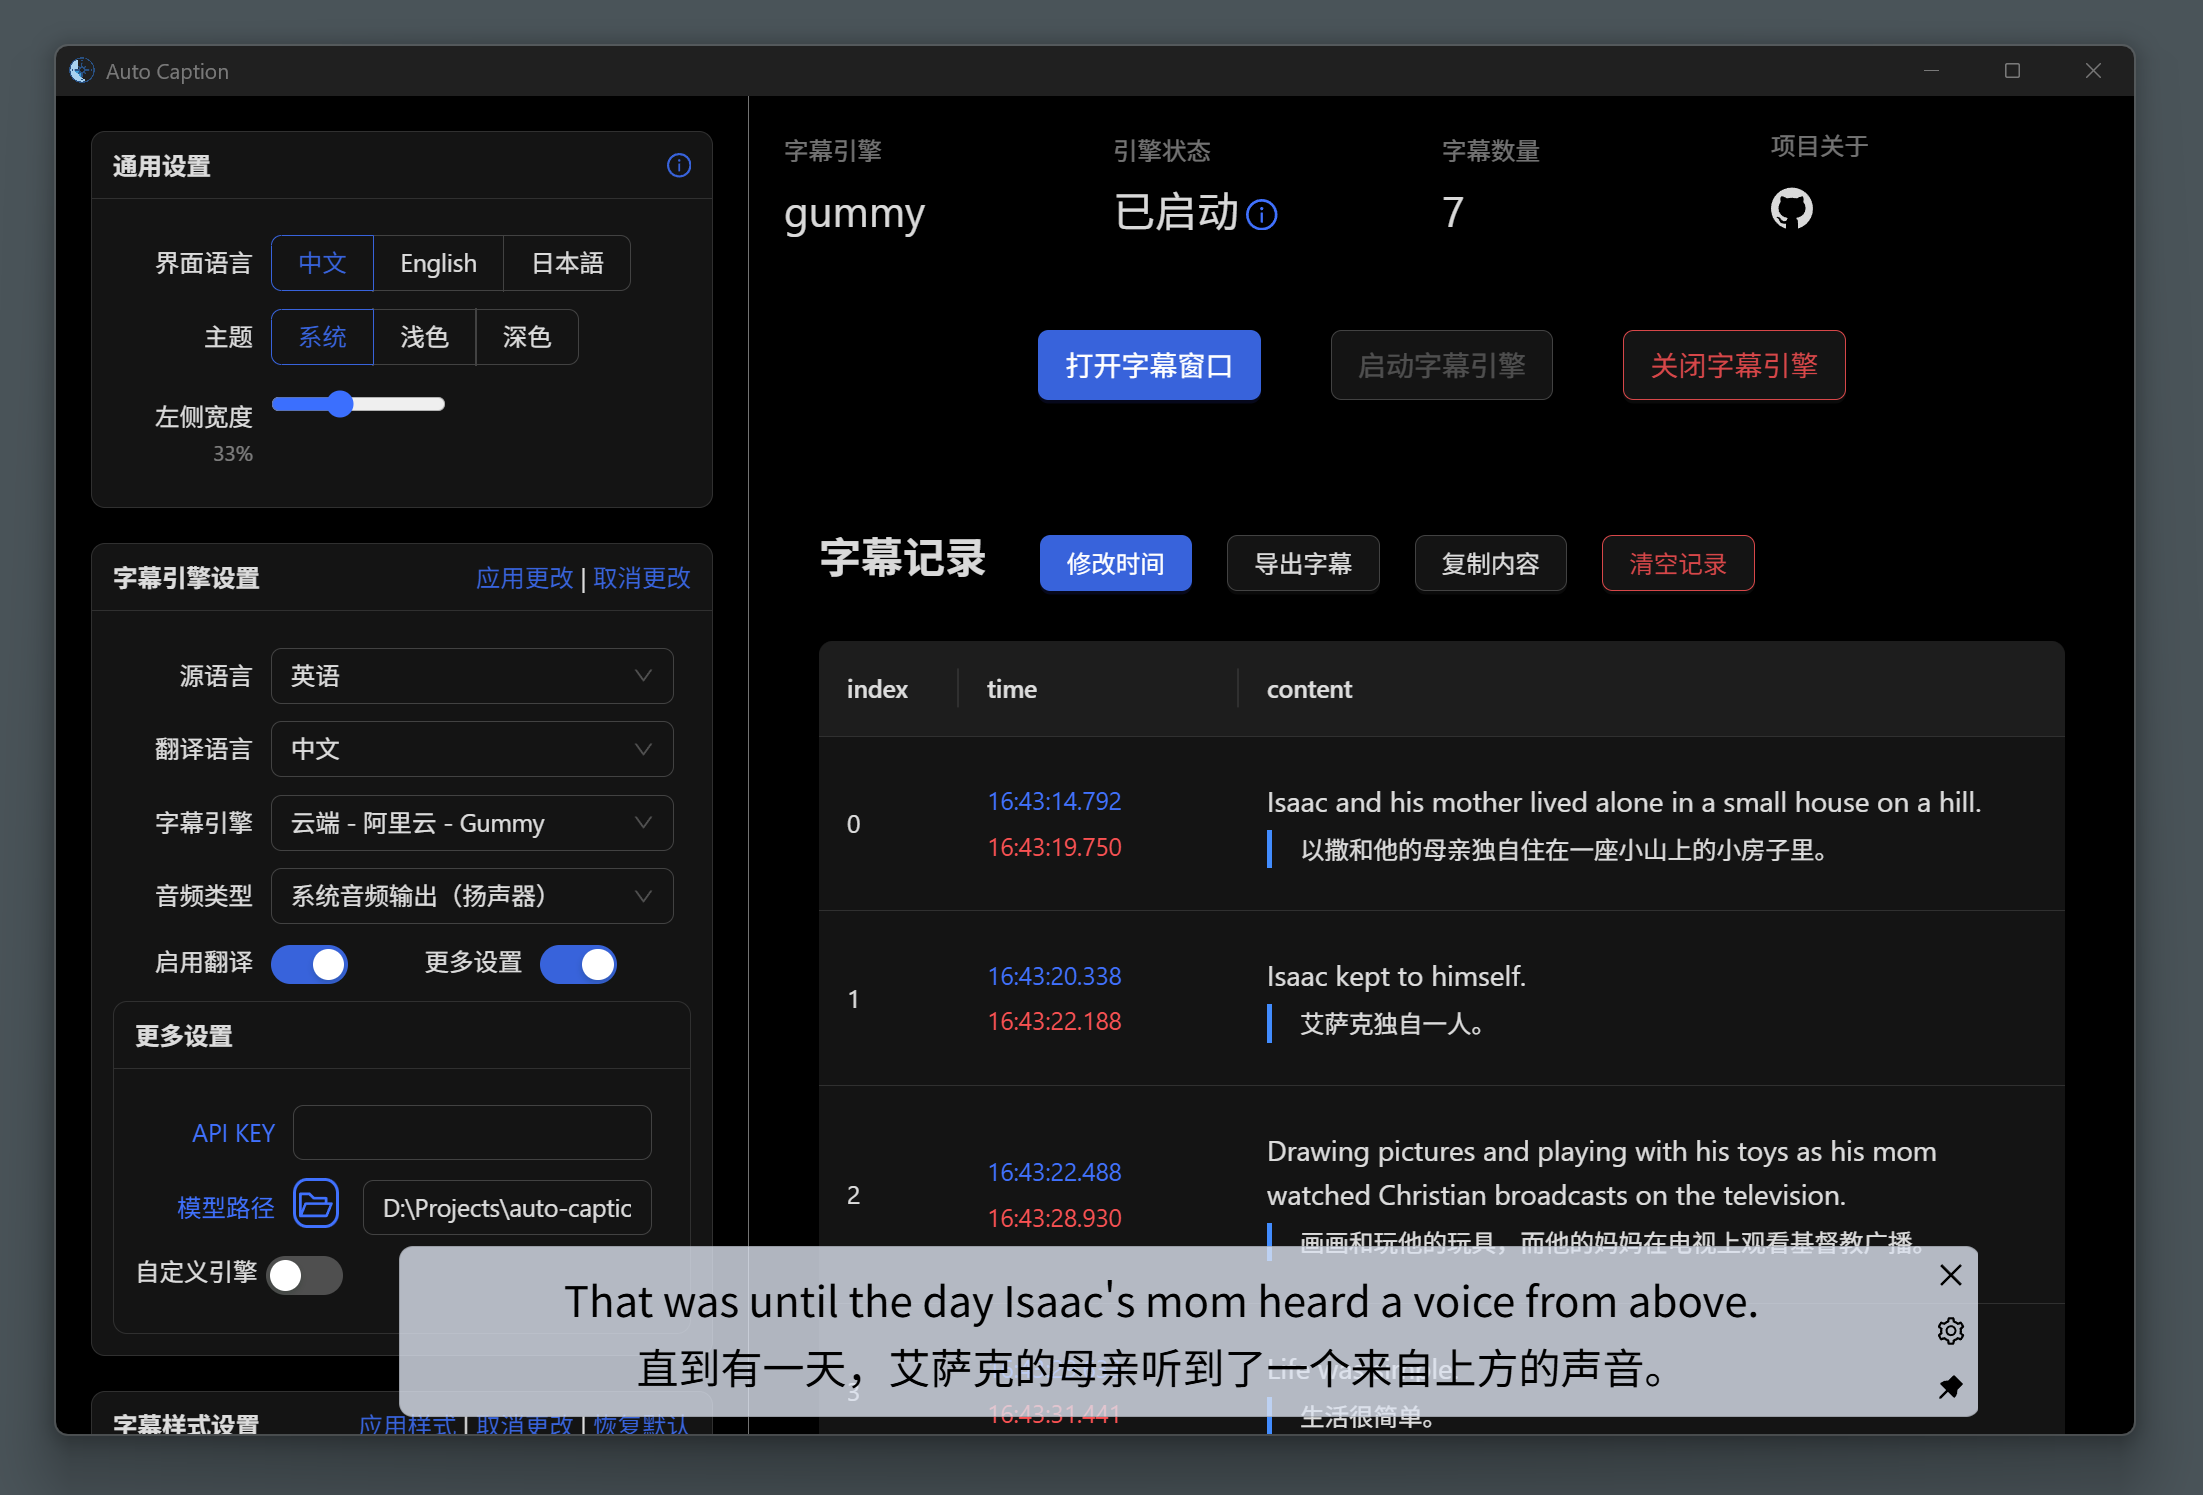 Auto Caption
通用设置
界面语言 中文 English 日本語
主题 系统 浅色 深色
左侧宽度
33%
字幕引擎设置 应用更改 | 取消更改
源语言 英语
翻译语言 中文
字幕引擎 云端 - 阿里云 - Gummy
音频类型 系统音频输出（扬声器）
启用翻译 更多设置
更多设置
API KEY
模型路径 D:\Projects\auto-captic
自定义引擎
字幕样式设置 应用样式 | 取消更改 | 恢复默认
字幕引擎 引擎状态 字幕数量 项目关于
gummy 已启动 7
打开字幕窗口 启动字幕引擎 关闭字幕引擎
字幕记录 修改时间 导出字幕 复制内容 清空记录
index time content
0
16:43:14.792
16:43:19.750
Isaac and his mother lived alone in a small house on a hill.
以撒和他的母亲独自住在一座小山上的小房子里。
1
16:43:20.338
16:43:22.188
Isaac kept to himself.
艾萨克独自一人。
2
16:43:22.488
16:43:28.930
Drawing pictures and playing with his toys as his mom
watched Christian broadcasts on the television.
画画和玩他的玩具，而他的妈妈在电视上观看基督教广播。
3
16:43:31.441
Life was simple.
生活很简单。
That was until the day Isaac's mom heard a voice from above.
直到有一天，艾萨克的母亲听到了一个来自上方的声音。